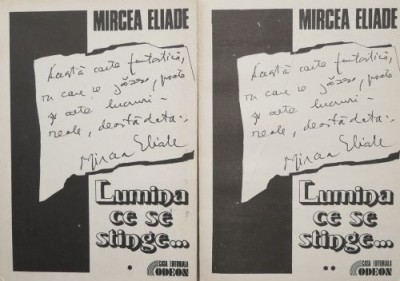 MIRCEA ELIADE
Această carte fantastică,
în care se găsesc, poate
și alte lucruri –
reale, deocamdată...
Mircea Eliade
Lumina
ce se
stinge...
•
CASA EDITORIALĂ
ODEON
MIRCEA ELIADE
Această carte fantastică,
în care se găsesc, poate
și alte lucruri –
reale, deocamdată...
Mircea Eliade
Lumina
ce se
stinge...
••
CASA EDITORIALĂ
ODEON